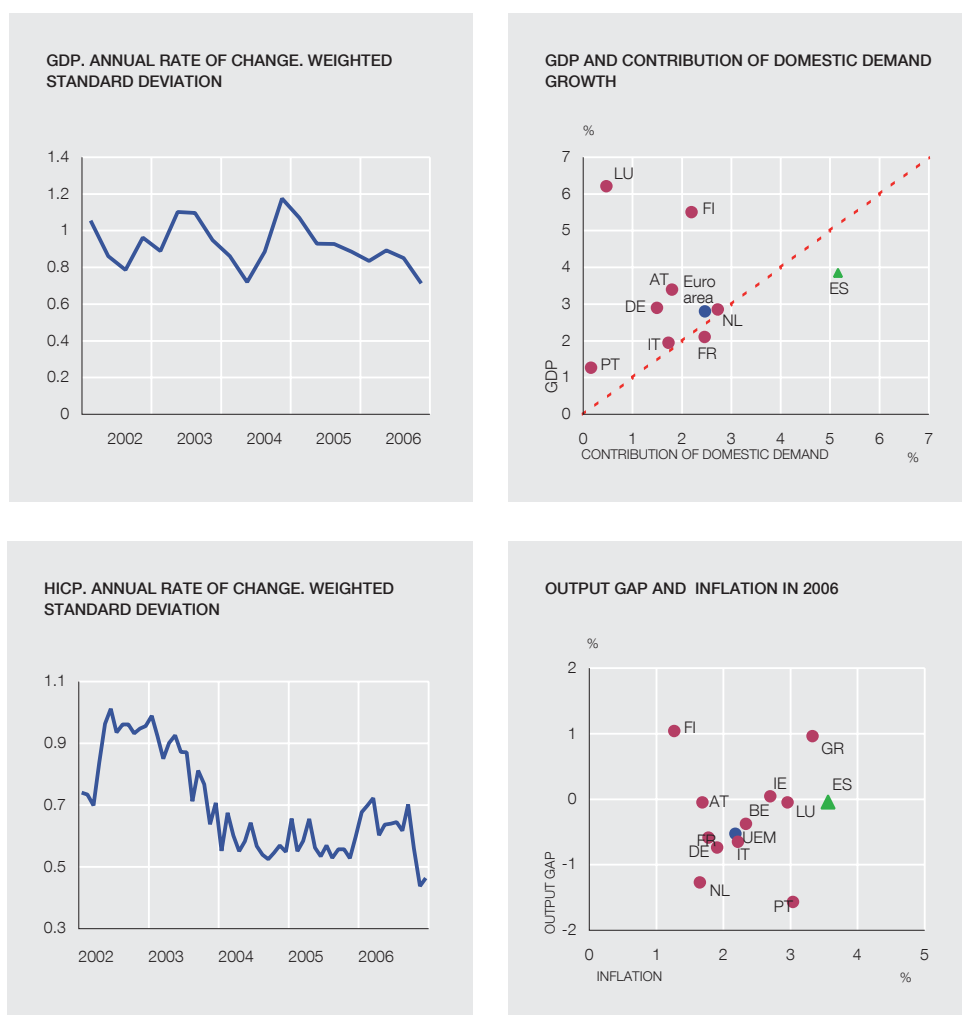 GDP. ANNUAL RATE OF CHANGE. WEIGHTED
STANDARD DEVIATION
1.4
1.2
1
0.8
0.6
0.4
0.2
0
2002 2003 2004 2005 2006
GDP AND CONTRIBUTION OF DOMESTIC DEMAND
GROWTH
%
7
6
5
4
3
2
1
0
LU
FI
AT
Euro
area
ES
DE
NL
IT
FR
PT
GDP
0 1 2 3 4 5 6 7
CONTRIBUTION OF DOMESTIC DEMAND
%
HICP. ANNUAL RATE OF CHANGE. WEIGHTED
STANDARD DEVIATION
1.1
0.9
0.7
0.5
0.3
2002 2003 2004 2005 2006
OUTPUT GAP AND INFLATION IN 2006
%
2
1
0
-1
-2
FI
GR
IE
ES
AT
BE
LU
FR
UEM
DE
IT
NL
PT
OUTPUT GAP
0 1 2 3 4 5
INFLATION
%